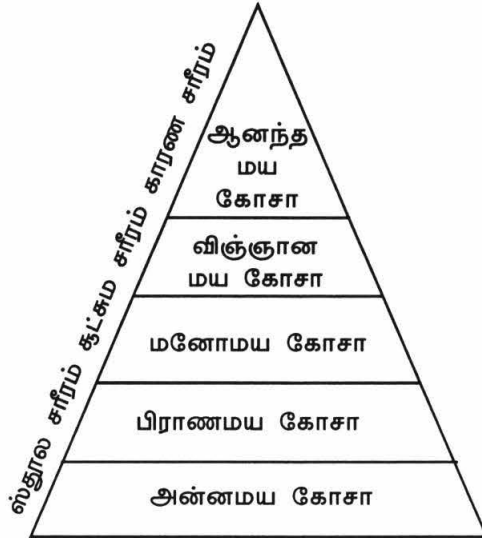 ஸ்தூல சரீரம் சூட்சும சரீரம் காரண சரீரம்
ஆனந்த
மய
கோசா
விஞ்ஞான
மய கோசா
மனோமய கோசா
பிராணமய கோசா
அன்னமய கோசா